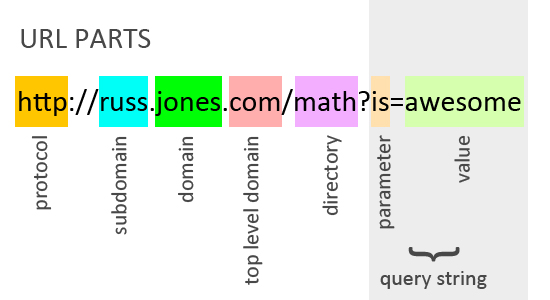 URL PARTS
http://russ.jones.com/math?is=awesome
protocol
subdomain
domain
top level domain
directory
parameter
value
query string